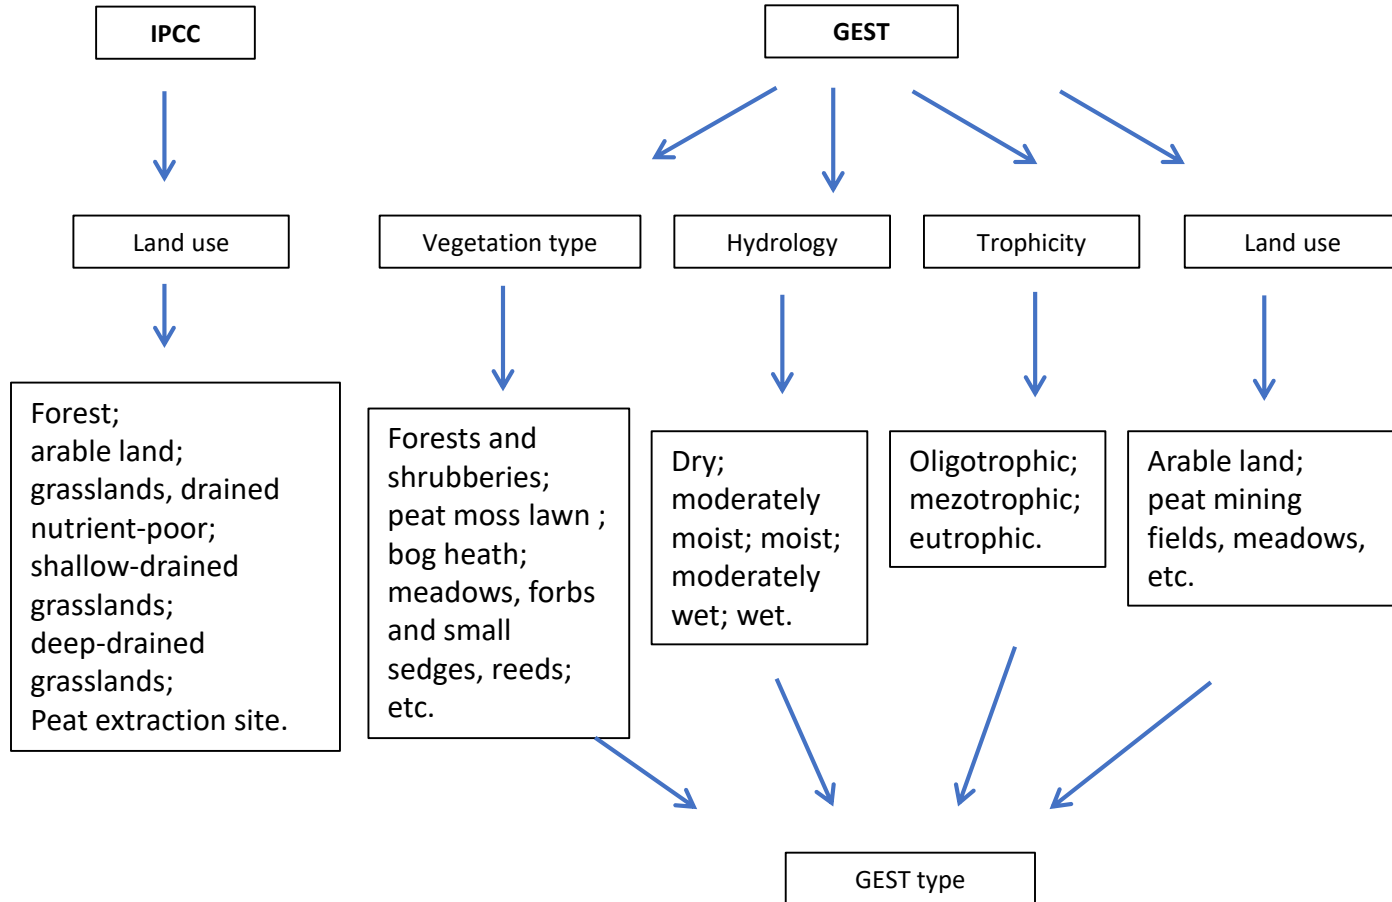 IPCC
GEST
Land use
Vegetation type
Hydrology
Trophicity
Land use
Forest;
arable land;
grasslands, drained
nutrient-poor;
shallow-drained
grasslands;
deep-drained
grasslands;
Peat extraction site.
Forests and
shrubberies;
peat moss lawn ;
bog heath;
meadows, forbs
and small
sedges, reeds;
etc.
Dry;
moderately
moist; moist;
moderately
wet; wet.
Oligotrophic;
mezotrophic;
eutrophic.
Arable land;
peat mining
fields, meadows,
etc.
GEST type